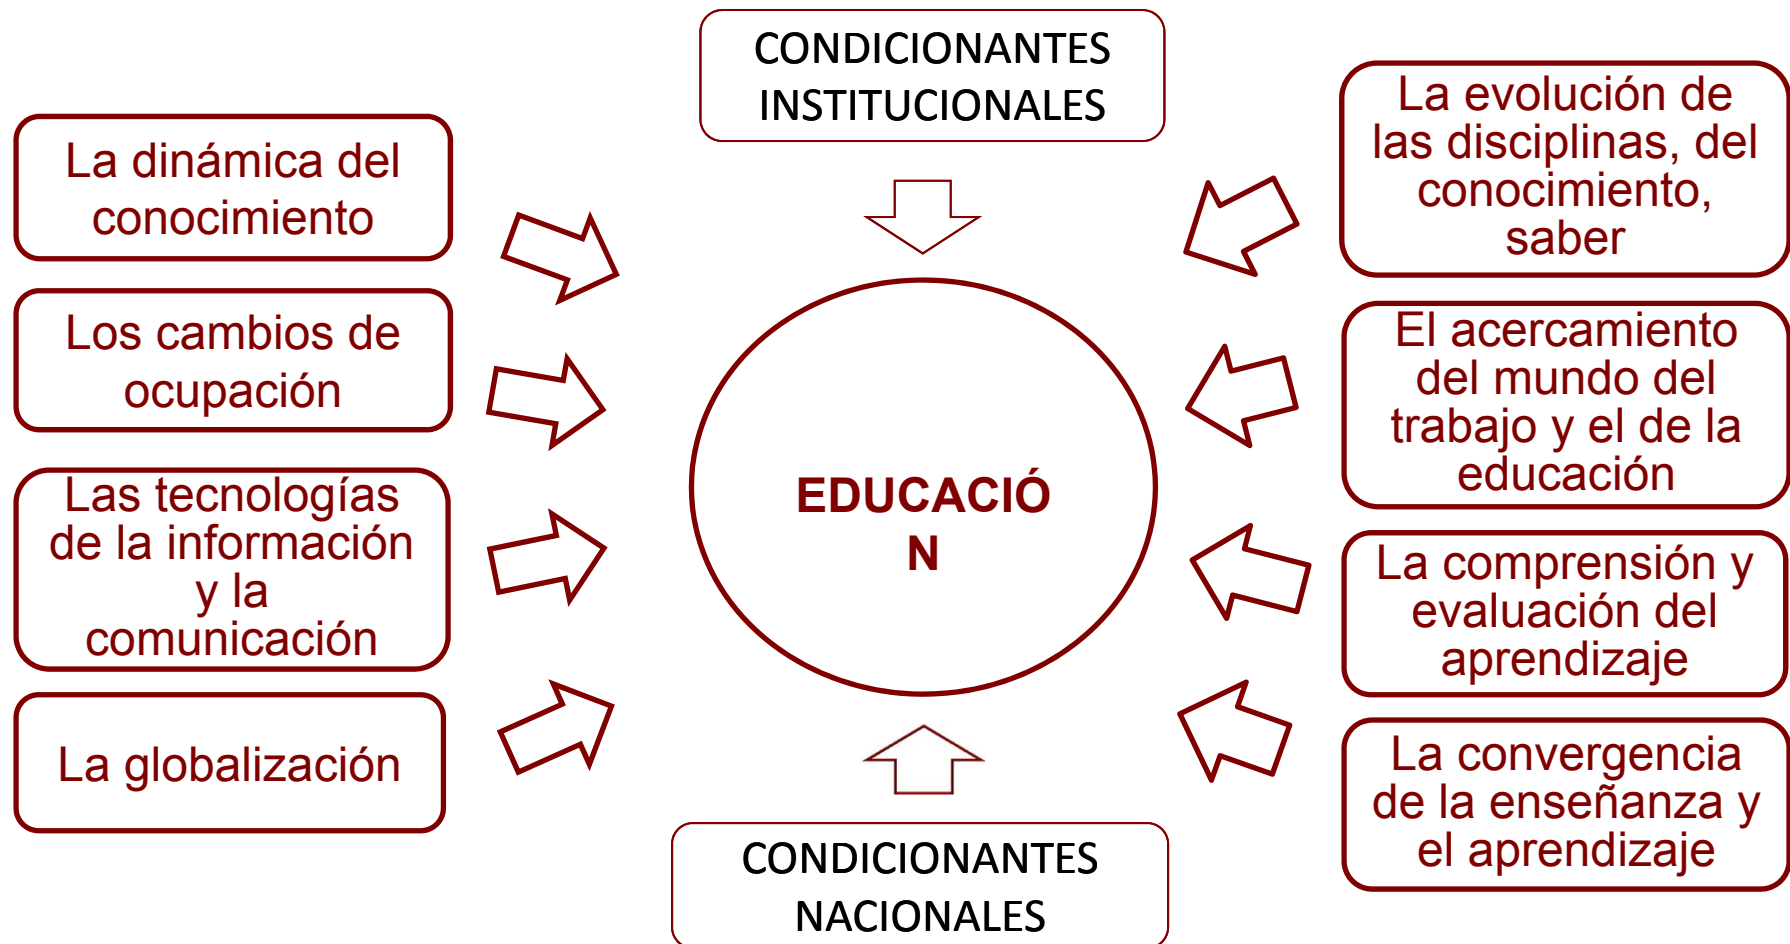 CONDICIONANTES
INSTITUCIONALES
La dinámica del
conocimiento
Los cambios de
ocupación
Las tecnologías
de la información
y la
comunicación
La globalización
EDUCACIÓ
N
La evolución de
las disciplinas, del
conocimiento,
saber
El acercamiento
del mundo del
trabajo y el de la
educación
La comprensión y
evaluación del
aprendizaje
La convergencia
de la enseñanza y
el aprendizaje
CONDICIONANTES
NACIONALES